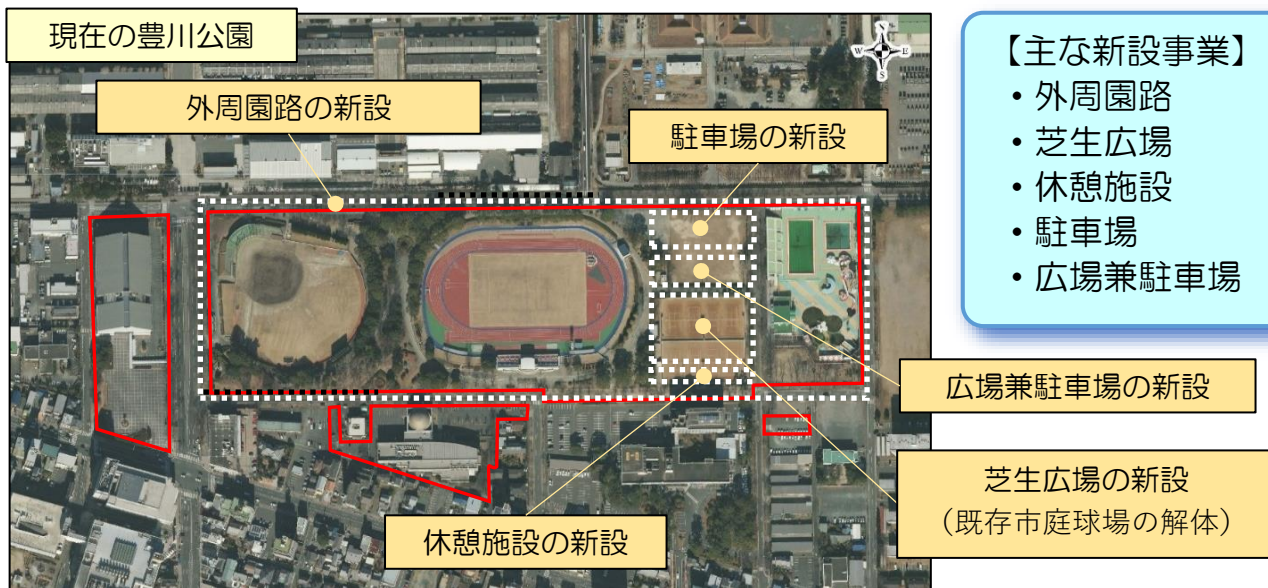 現在の豊川公園
N
W
E
S
外周園路の新設
駐車場の新設
【主な新設事業】
・外周園路
・芝生広場
・休憩施設
・駐車場
・広場兼駐車場
広場兼駐車場の新設
芝生広場の新設
(既存市庭球場の解体)
休憩施設の新設